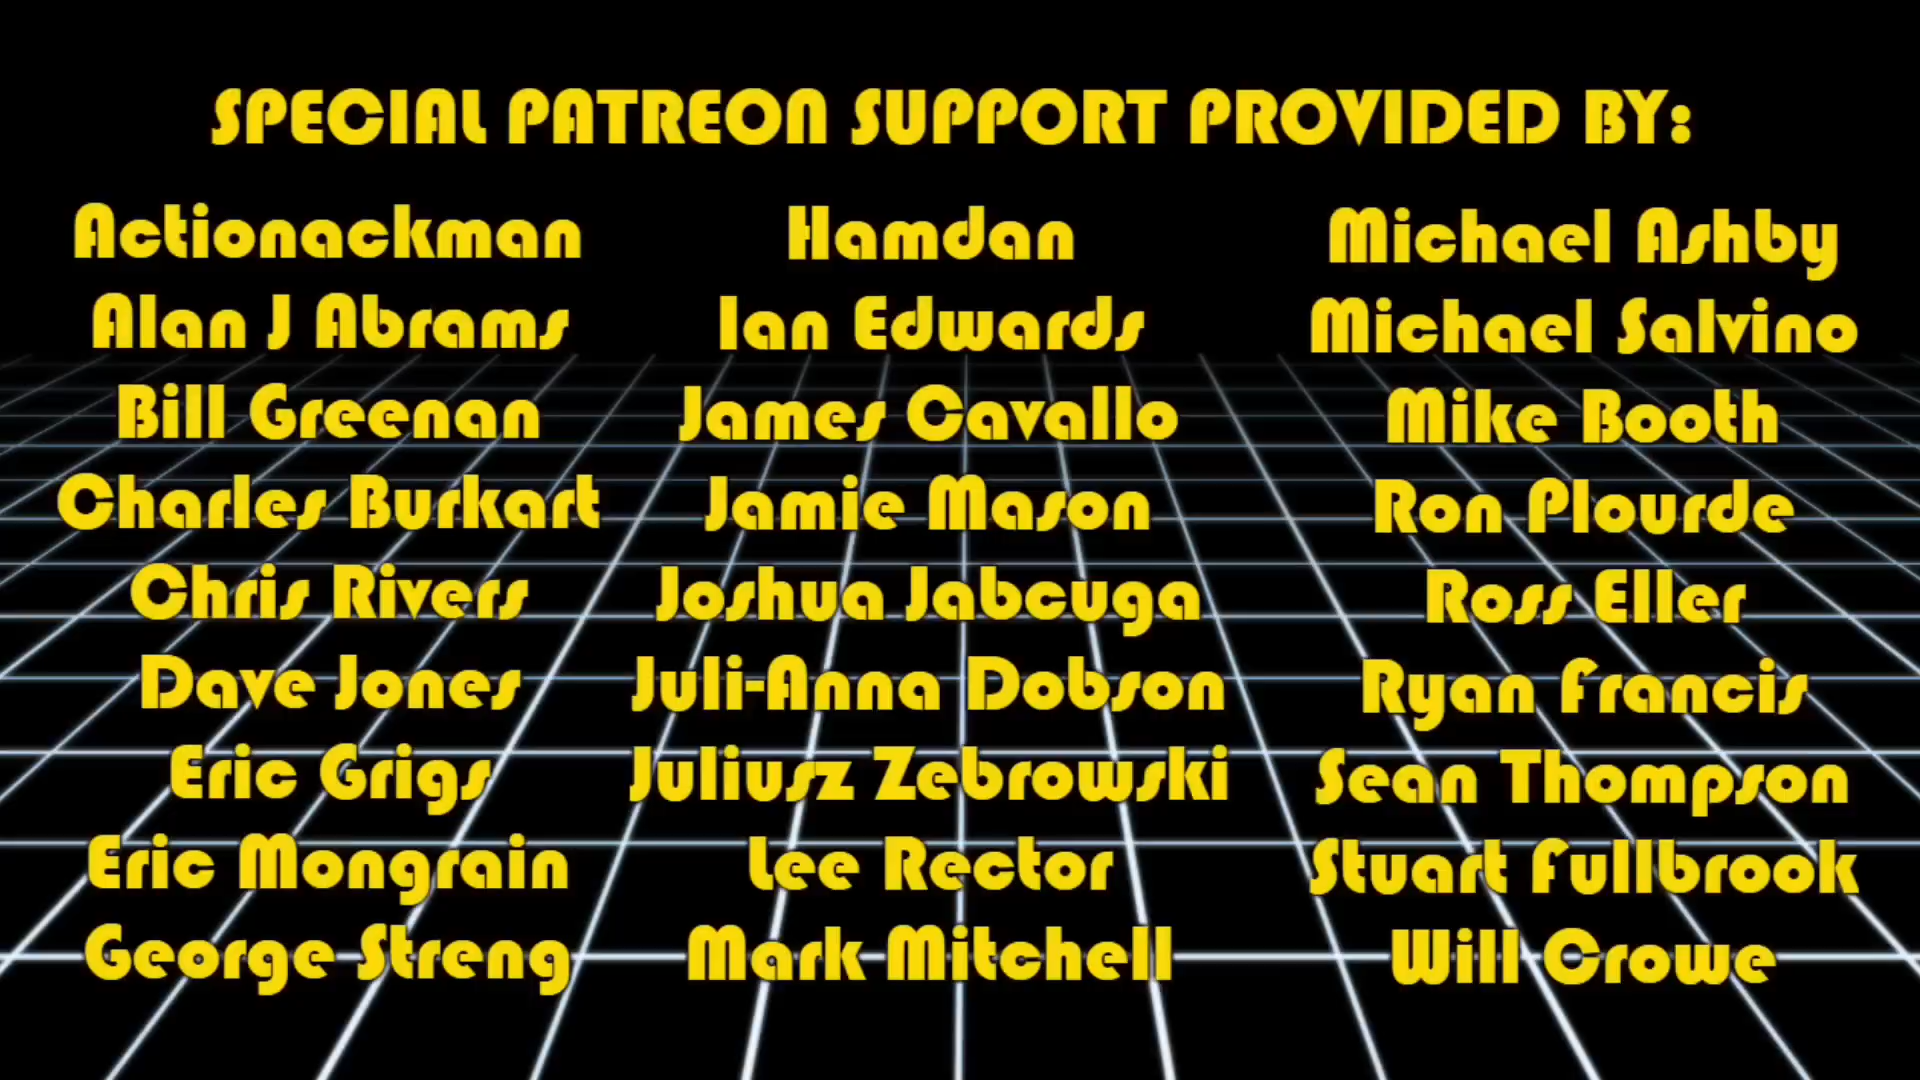 SPECIAL PATREON SUPPORT PROVIDED BY:
Actionackman
Alan J Abrams
Bill Greenan
Charles Burkart
Chris Rivers
Dave Jones
Eric Grigs
Eric Mongrain
George Streng
Hamdan
Ian Edwards
James Cavallo
Jamie Mason
Joshua Jabcuga
Juli-Anna Dobson
Juliusz Zebrowski
Lee Rector
Mark Mitchell
Michael Ashby
Michael Salvino
Mike Booth
Ron Plourde
Ross Eller
Ryan Francis
Sean Thompson
Stuart Fullbrook
Will Crowe